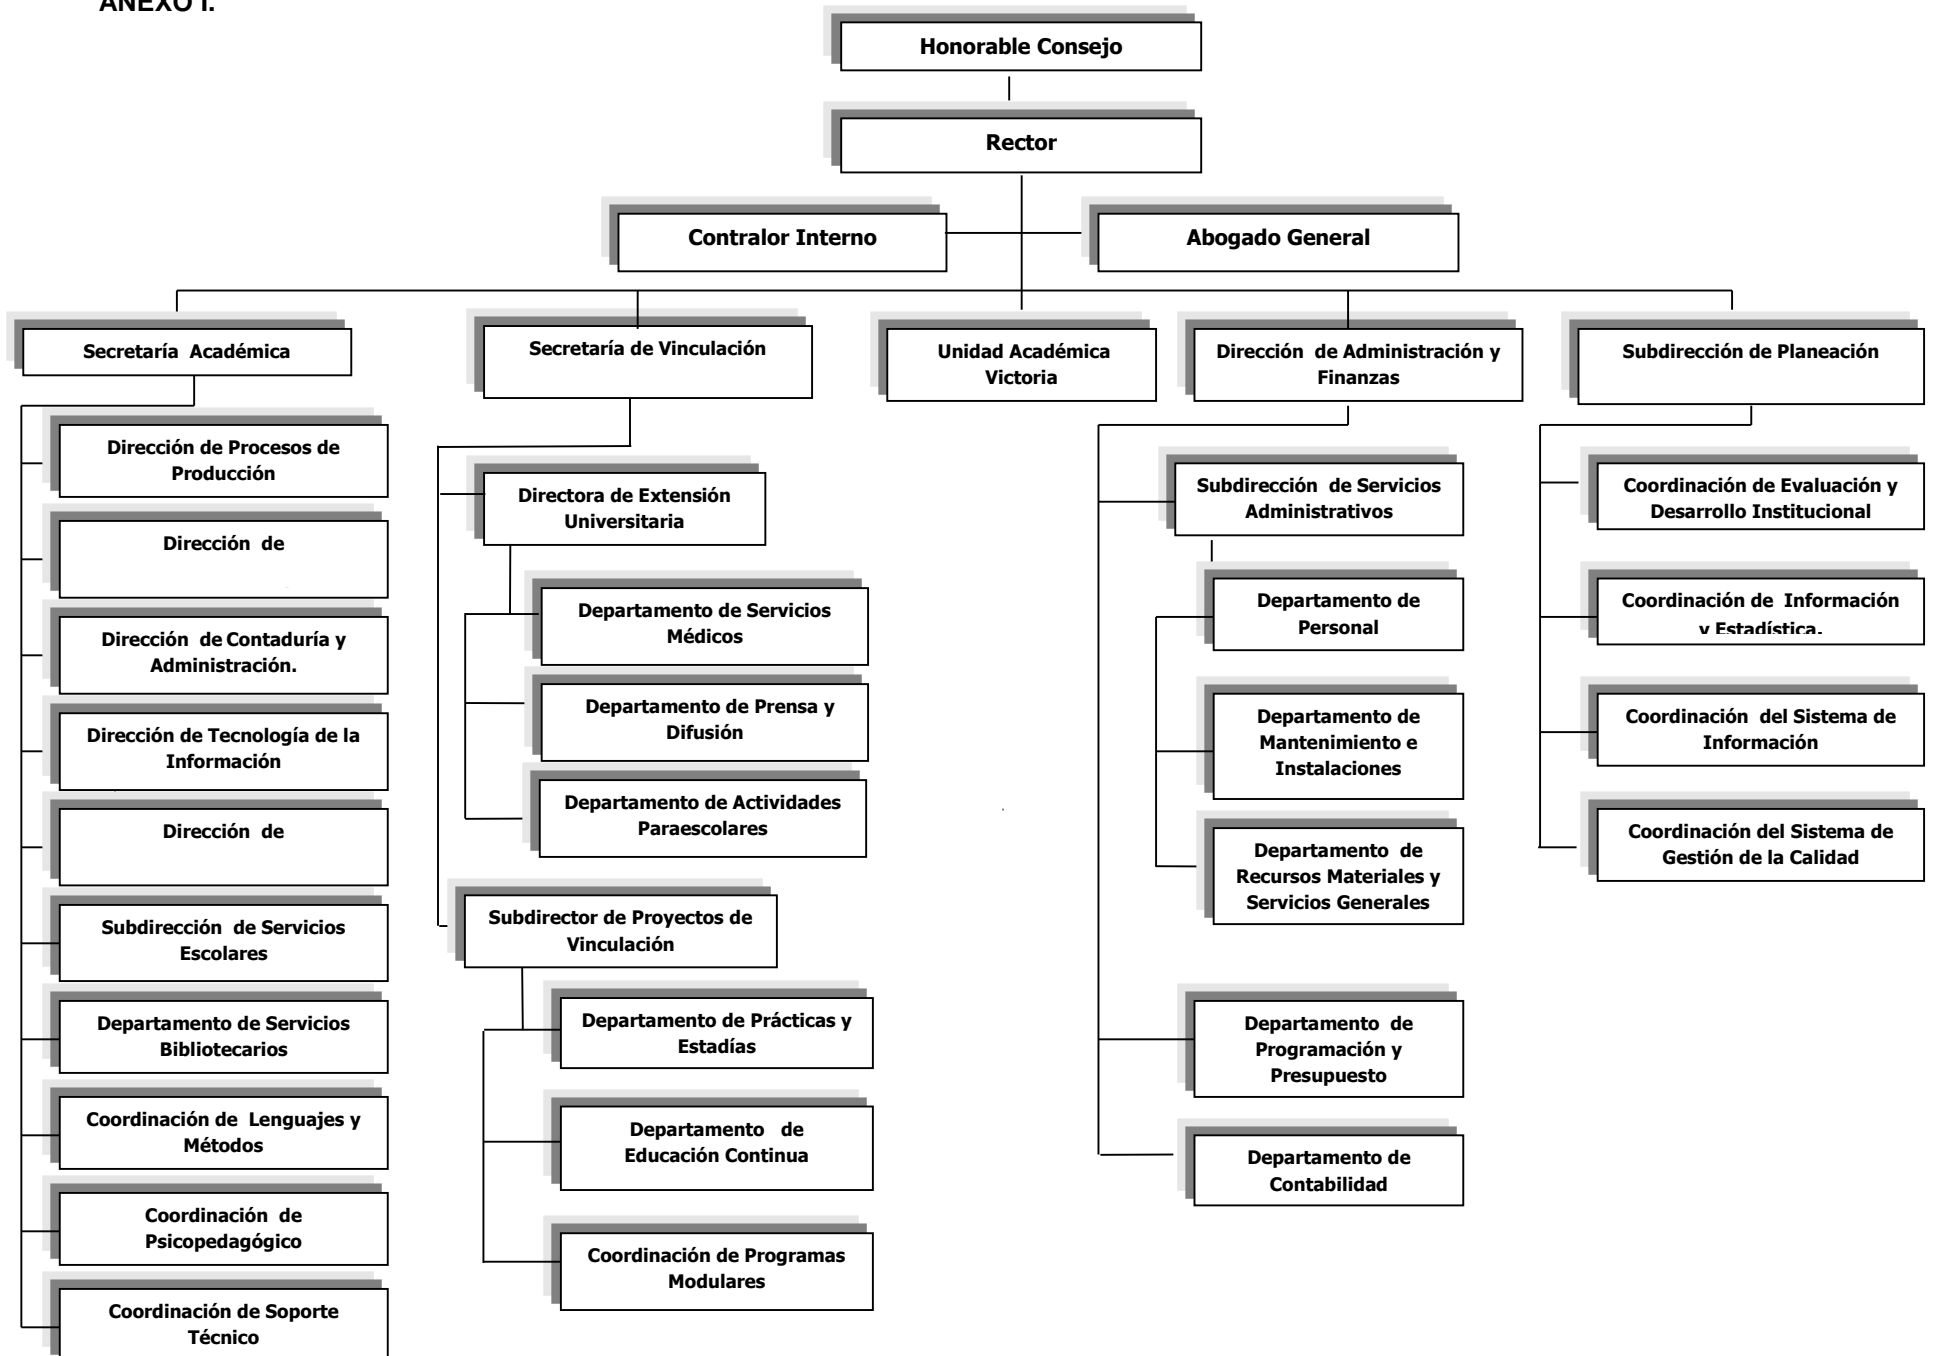 ANEXO I.
Honorable Consejo
Rector
Contralor Interno
Abogado General
Secretaría Académica
Secretaría de Vinculación
Unidad Académica
Victoria
Dirección de Administración y
Finanzas
Subdirección de Planeación
Dirección de Procesos de
Producción
Dirección de
Dirección de Contaduría y
Administración.
Dirección de Tecnología de la
Información
Dirección de
Subdirección de Servicios
Escolares
Departamento de Servicios
Bibliotecarios
Coordinación de Lenguajes y
Métodos
Coordinación de
Psicopedagógico
Coordinación de Soporte
Técnico
Directora de Extensión
Universitaria
Departamento de Servicios
Médicos
Departamento de Prensa y
Difusión
Departamento de Actividades
Paraescolares
Subdirector de Proyectos de
Vinculación
Departamento de Prácticas y
Estadías
Departamento de
Educación Continua
Coordinación de Programas
Modulares
Subdirección de Servicios
Administrativos
Departamento de
Personal
Departamento de
Mantenimiento e
Instalaciones
Departamento de
Recursos Materiales y
Servicios Generales
Departamento de
Programación y
Presupuesto
Departamento de
Contabilidad
Coordinación de Evaluación y
Desarrollo Institucional
Coordinación de Información
y Estadística.
Coordinación del Sistema de
Información
Coordinación del Sistema de
Gestión de la Calidad